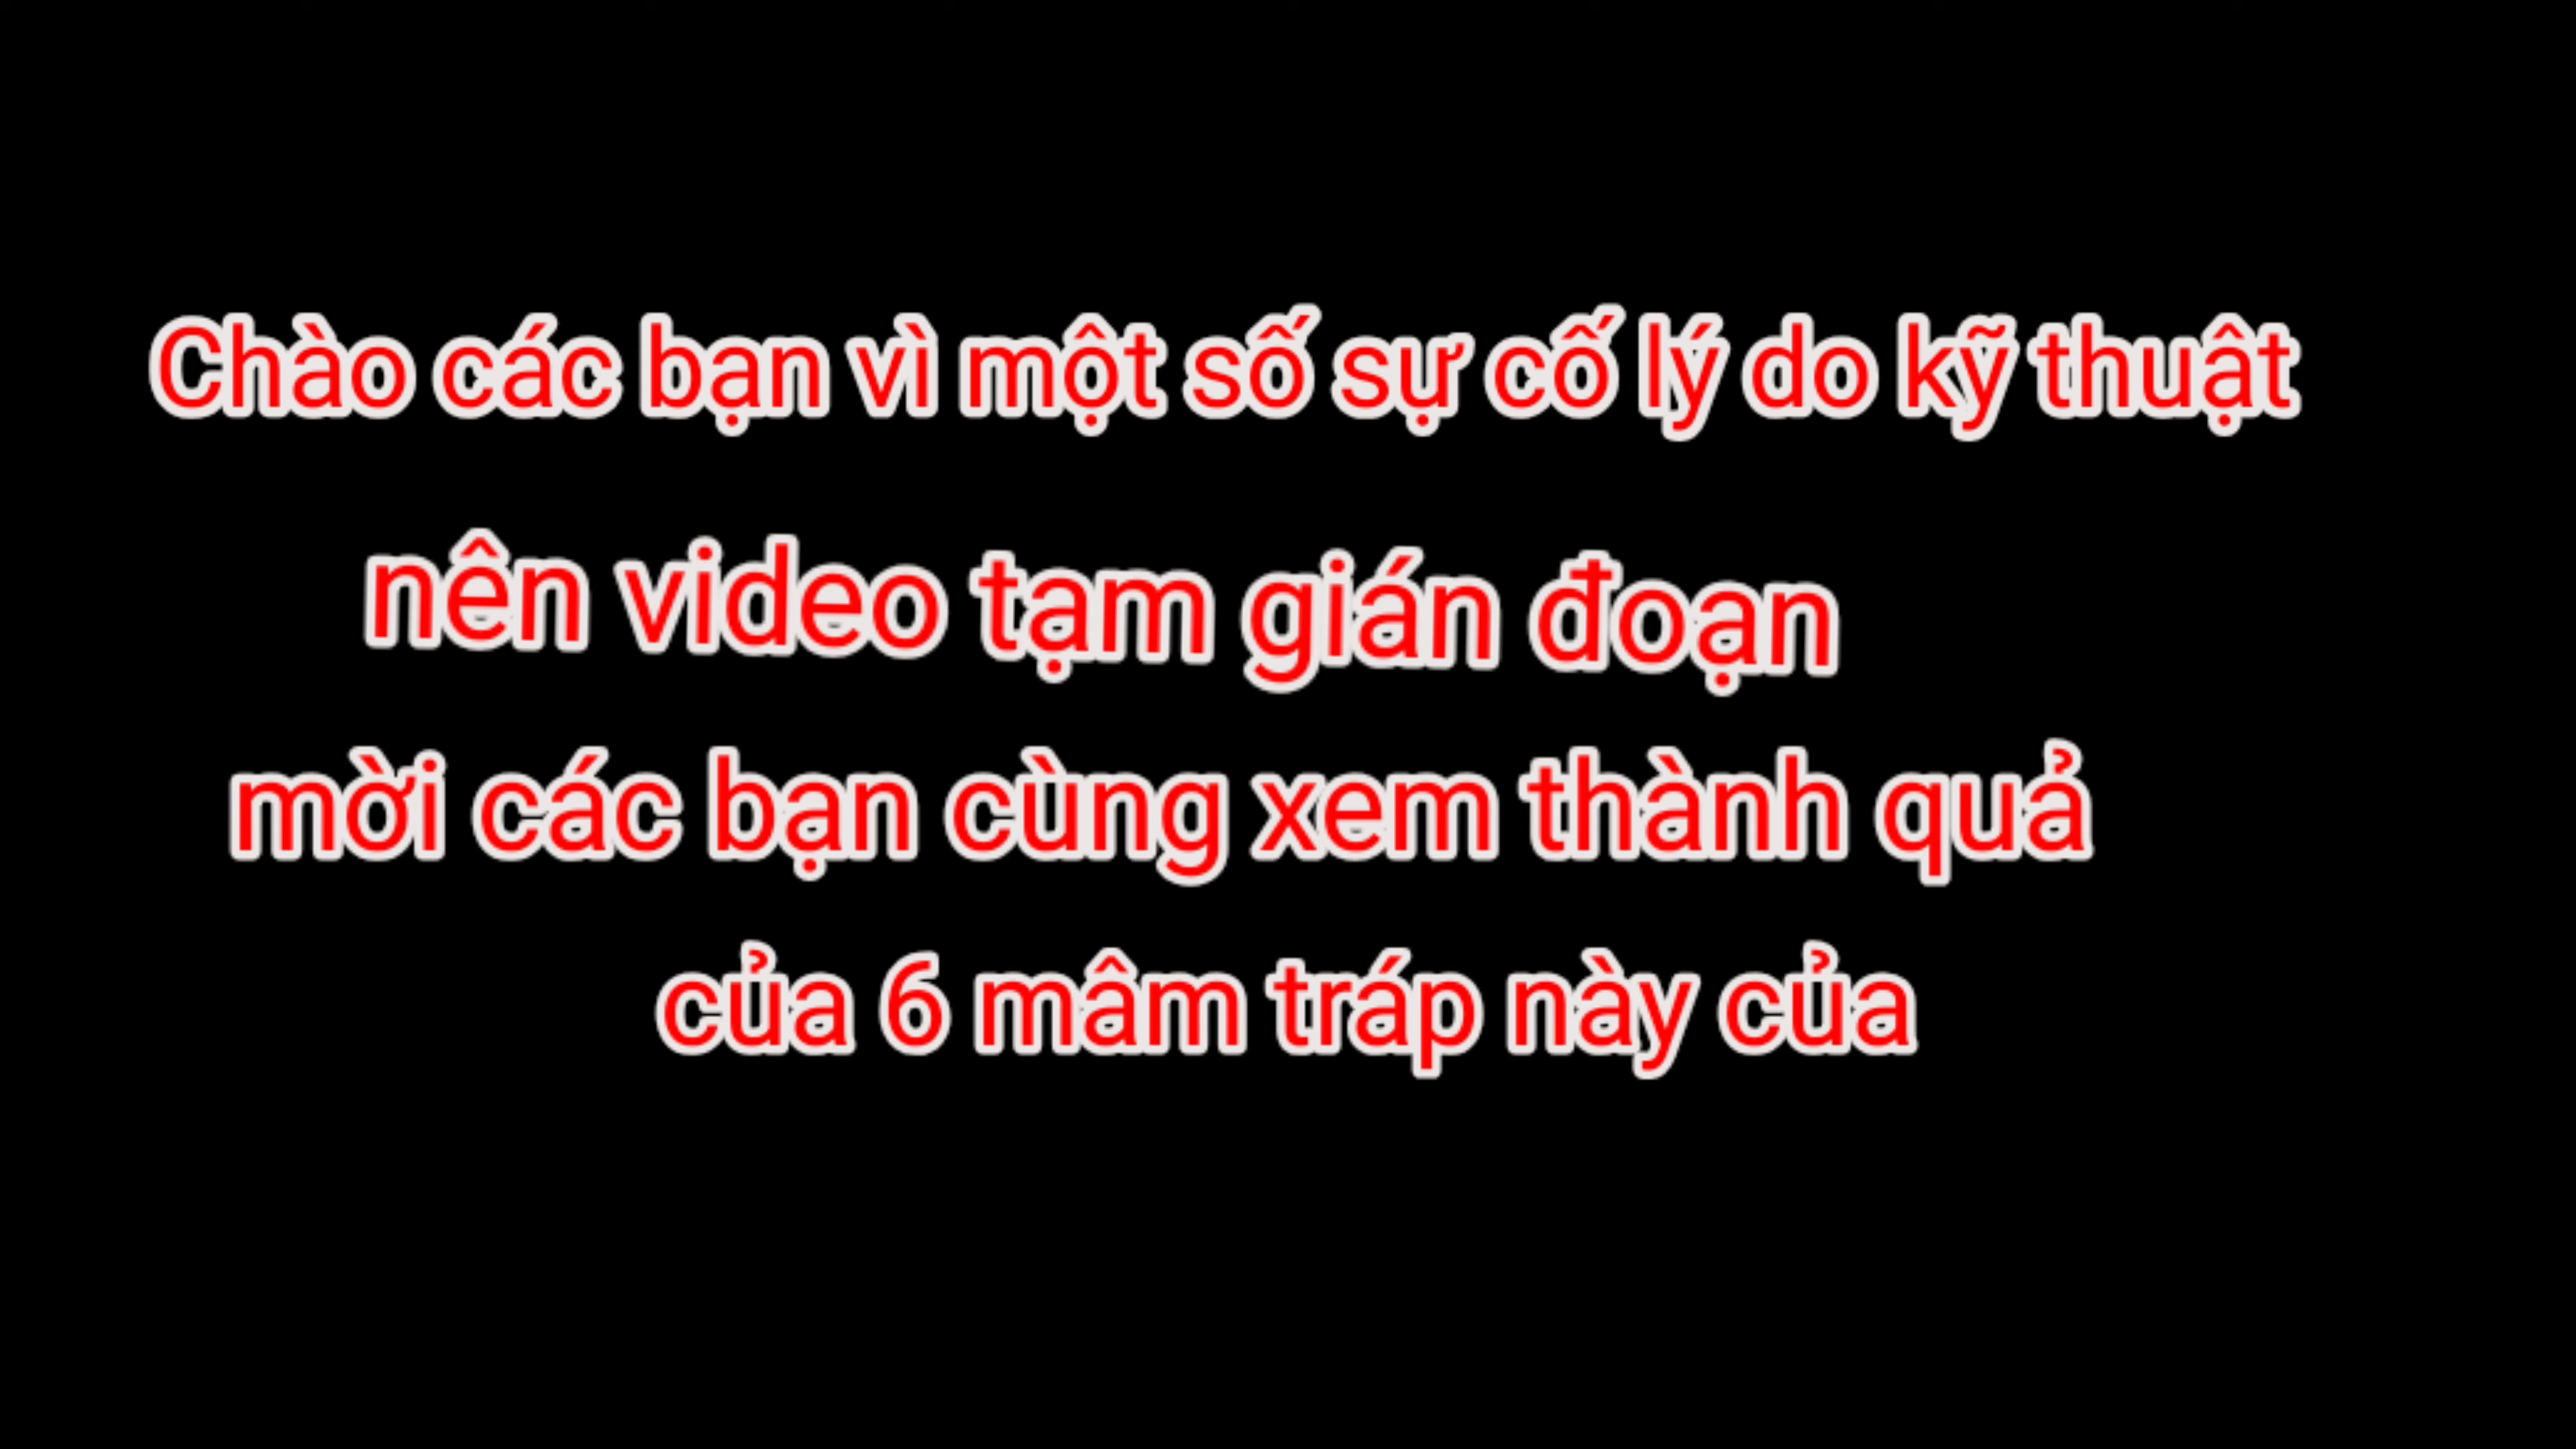 Chào các bạn vì một số sự cố lý do kỹ thuật
nên video tạm gián đoạn
mời các bạn cùng xem thành quả
của 6 mâm tráp này của